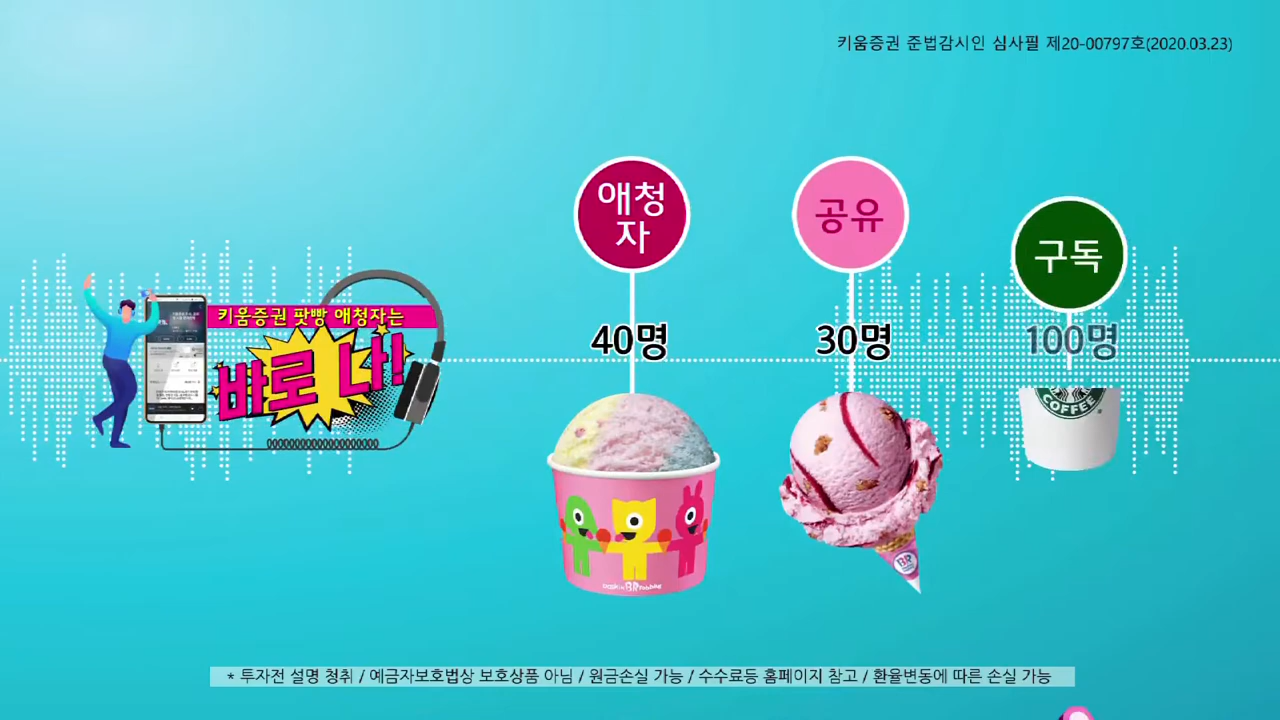 키움증권 준법감시인 심사필 제20-00797호(2020.03.23)
애청
자
공유
구독
키움증권 팟빵 애청자는
바로 나!
40명
30명
100명
COFFEE
Baskin BR Robbins
BR
* 투자전 설명 청취 / 예금자보호법상 보호상품 아님 / 원금손실 가능 / 수수료등 홈페이지 참고 / 환율변동에 따른 손실 가능